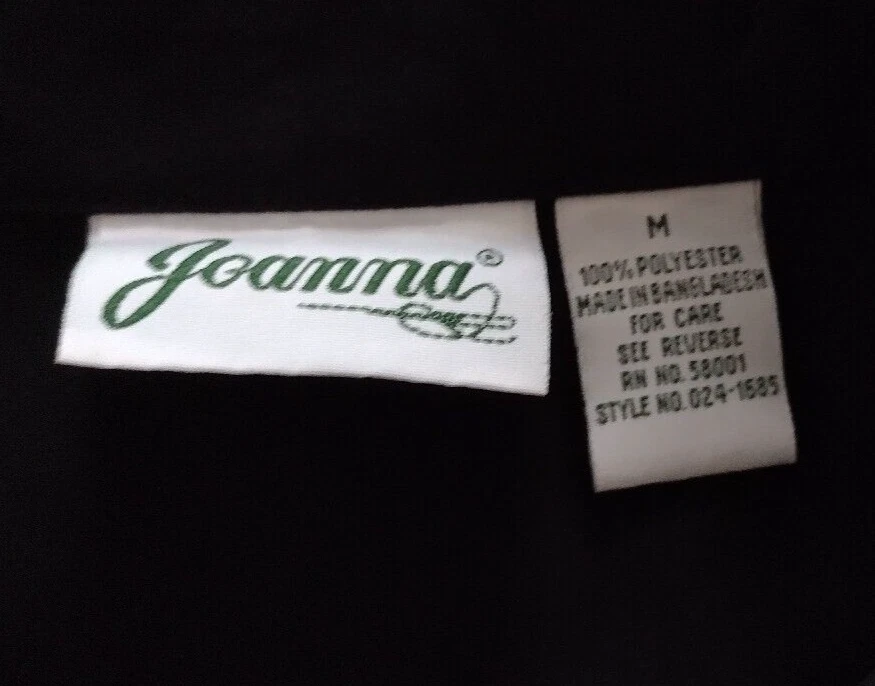 Joanna®
M
100% POLYESTER
MADE IN BANGLADESH
FOR CARE
SEE REVERSE
RN NO. 58001
STYLE NO. 024-1685